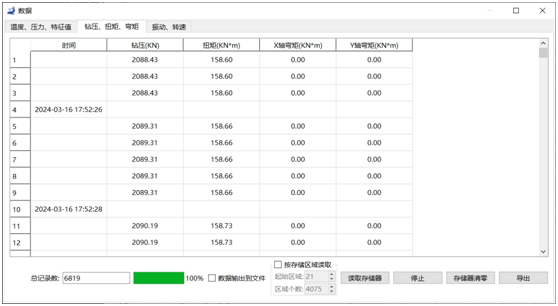 数据
温度、压力、特征值 钻压、扭矩、弯矩 振动、转速
时间 钻压(KN) 扭矩(KN*m) X轴弯矩(KN*m) Y轴弯矩(KN*m)
1 2088.43 158.60 0.00 0.00
2 2088.43 158.60 0.00 0.00
3 2088.43 158.60 0.00 0.00
4 2024-03-16 17:52:26
5 2089.31 158.66 0.00 0.00
6 2089.31 158.66 0.00 0.00
7 2089.31 158.66 0.00 0.00
8 2089.31 158.66 0.00 0.00
9 2089.31 158.66 0.00 0.00
10 2024-03-16 17:52:28
11 2090.19 158.73 0.00 0.00
12 2090.19 158.73 0.00 0.00
按存储区域读取
总记录数: 6819 100% 数据输出到文件 起始区域: 21 读取存储器 停止 存储器清零 导出
区域个数: 4075